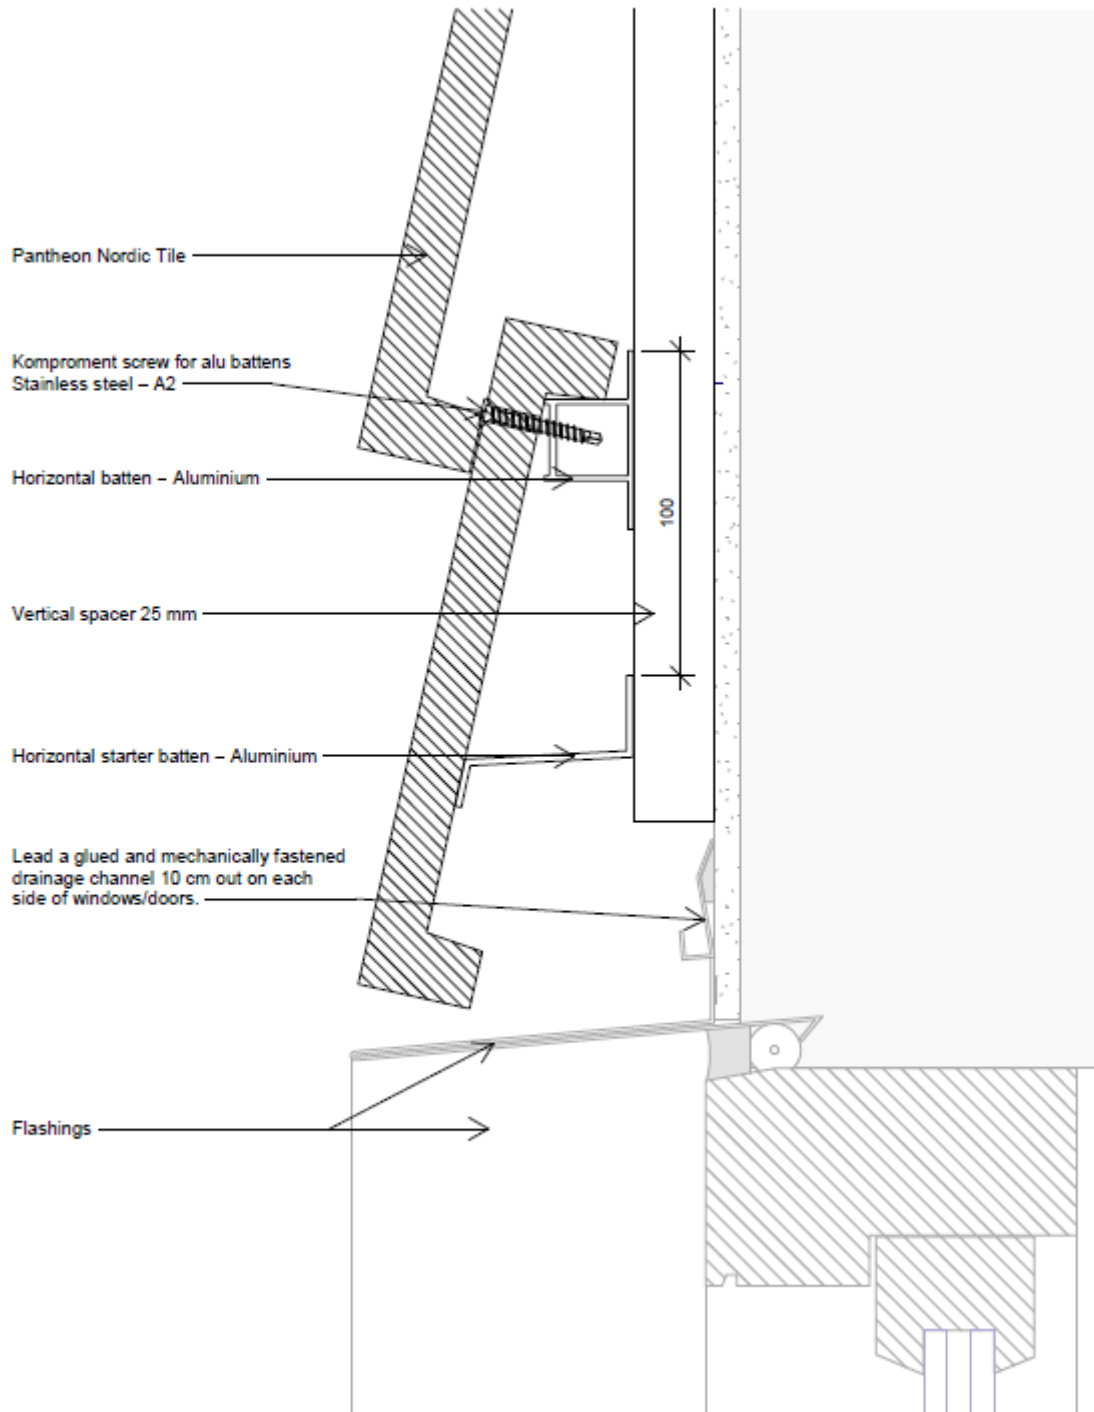 Pantheon Nordic Tile
Komproment screw for alu battens
Stainless steel – A2
Horizontal batten – Aluminium
100
Vertical spacer 25 mm
Horizontal starter batten – Aluminium
Lead a glued and mechanically fastened
drainage channel 10 cm out on each
side of windows/doors.
Flashings